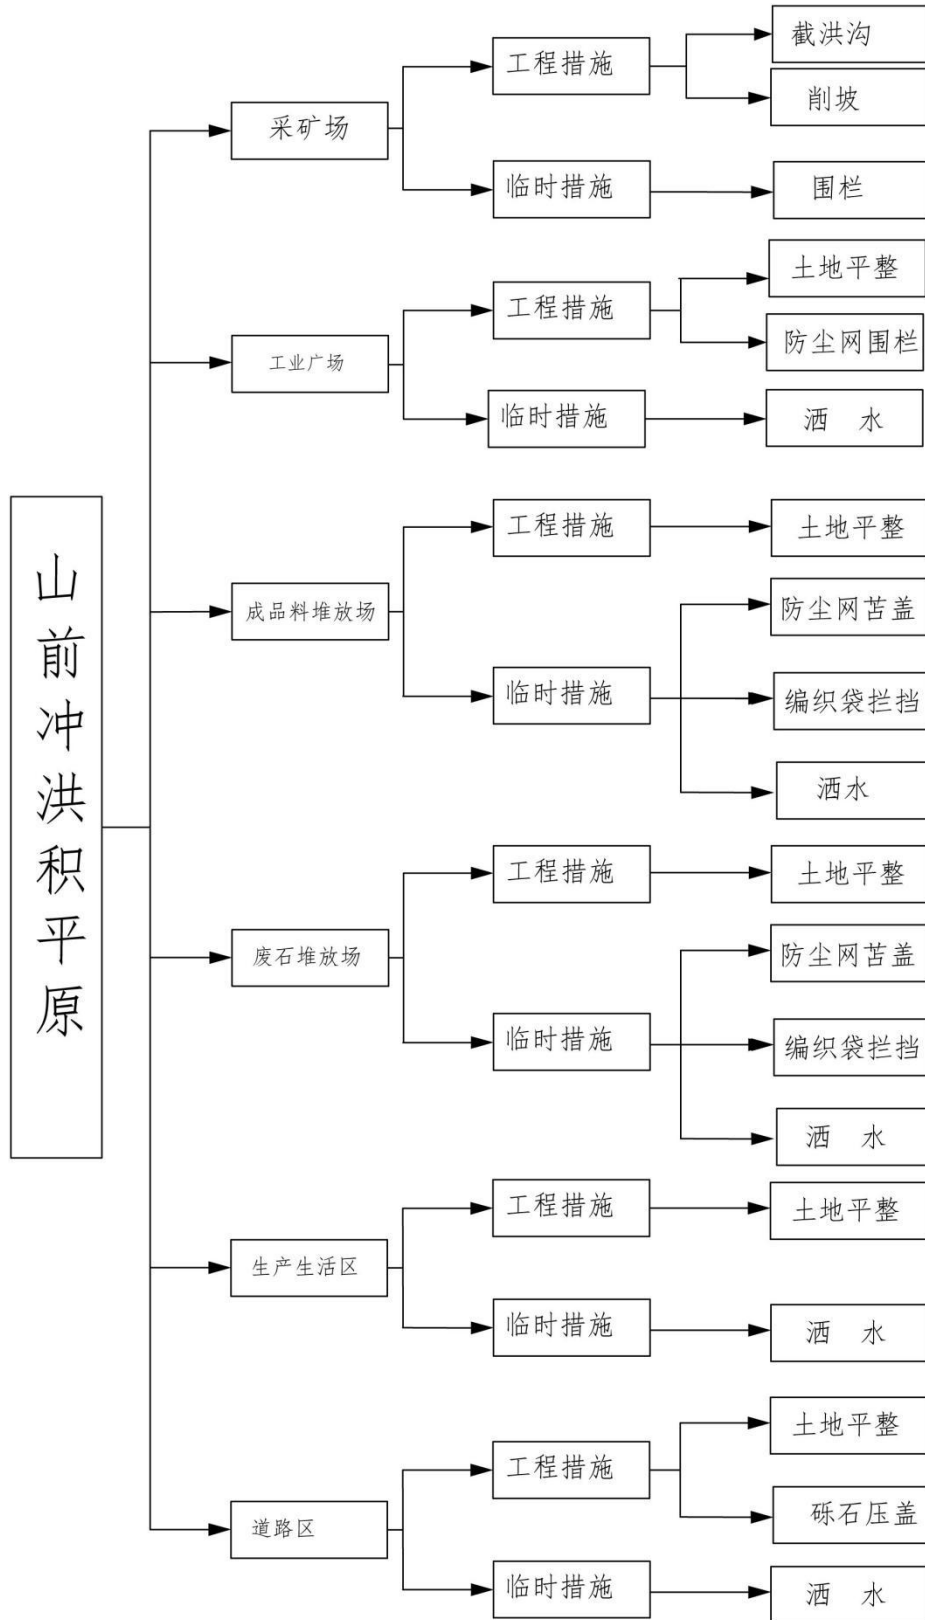 山前冲洪积平原
采矿场
工程措施
截洪沟
削坡
临时措施
围栏
工业广场
工程措施
土地平整
防尘网围栏
临时措施
洒 水
成品料堆放场
工程措施
土地平整
临时措施
防尘网苫盖
编织袋拦挡
洒水
废石堆放场
工程措施
土地平整
临时措施
防尘网苫盖
编织袋拦挡
洒 水
生产生活区
工程措施
土地平整
临时措施
洒 水
道路区
工程措施
土地平整
砾石压盖
临时措施
洒 水